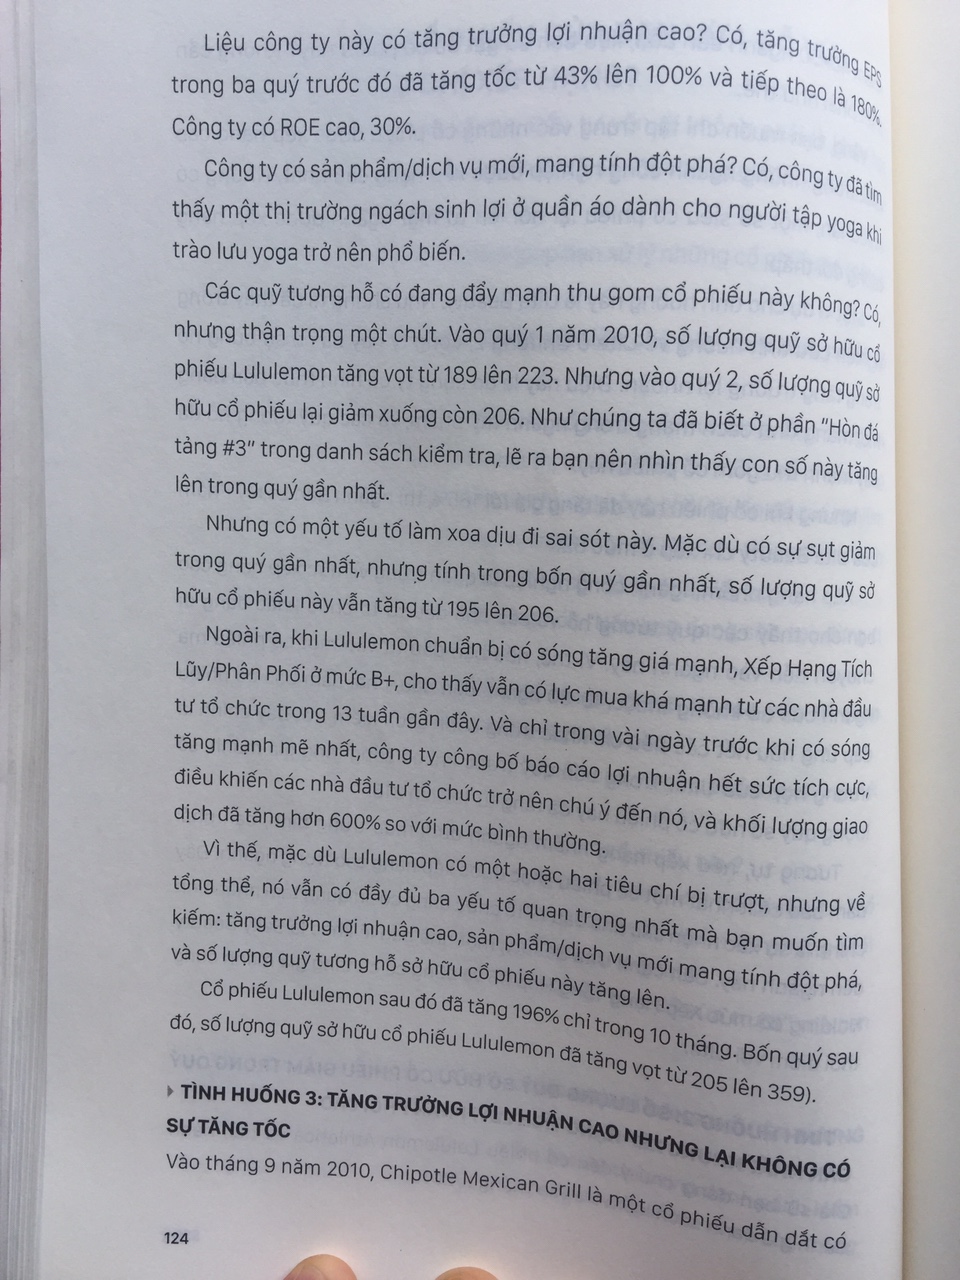 Liệu công ty này có tăng trưởng lợi nhuận cao? Có, tăng trưởng EPS
trong ba quý trước đó đã tăng tốc từ 43% lên 100% và tiếp theo là 180%.
Công ty có ROE cao, 30%.
Công ty có sản phẩm/dịch vụ mới, mang tính đột phá? Có, công ty đã tìm
thấy một thị trường ngách sinh lợi ở quần áo dành cho người tập yoga khi
trào lưu yoga trở nên phổ biến.
Các quỹ tương hỗ có đang đẩy mạnh thu gom cổ phiếu này không? Có,
nhưng thận trọng một chút. Vào quý 1 năm 2010, số lượng quỹ sở hữu cổ
phiếu Lululemon tăng vọt từ 189 lên 223. Nhưng vào quý 2, số lượng quỹ sở
hữu cổ phiếu lại giảm xuống còn 206. Như chúng ta đã biết ở phần "Hòn đá
tảng #3" trong danh sách kiểm tra, lẽ ra bạn nên nhìn thấy con số này tăng
lên trong quý gần nhất.
Nhưng có một yếu tố làm xoa dịu đi sai sót này. Mặc dù có sự sụt giảm
trong quý gần nhất, nhưng tính trong bốn quý gần nhất, số lượng quỹ sở
hữu cổ phiếu này vẫn tăng từ 195 lên 206.
Ngoài ra, khi Lululemon chuẩn bị có sóng tăng giá mạnh, Xếp Hạng Tích
Lũy/Phân Phối ở mức B+, cho thấy vẫn có lực mua khá mạnh từ các nhà đầu
tư tổ chức trong 13 tuần gần đây. Và chỉ trong vài ngày trước khi có sóng
tăng mạnh mẽ nhất, công ty công bố báo cáo lợi nhuận hết sức tích cực,
điều khiến các nhà đầu tư tổ chức trở nên chú ý đến nó, và khối lượng giao
dịch đã tăng hơn 600% so với mức bình thường.
Vì thế, mặc dù Lululemon có một hoặc hai tiêu chí bị trượt, nhưng về
tổng thể, nó vẫn có đầy đủ ba yếu tố quan trọng nhất mà bạn muốn tìm
kiếm: tăng trưởng lợi nhuận cao, sản phẩm/dịch vụ mới mang tính đột phá,
và số lượng quỹ tương hỗ sở hữu cổ phiếu này tăng lên.
Cổ phiếu Lululemon sau đó đã tăng 196% chỉ trong 10 tháng. Bốn quý sau
đó, số lượng quỹ sở hữu cổ phiếu Lululemon đã tăng vọt từ 205 lên 359).
TÌNH HUỐNG 3: TĂNG TRƯỞNG LỢI NHUẬN CAO NHƯNG LẠI KHÔNG CÓ
SỰ TĂNG TỐC
Vào tháng 9 năm 2010, Chipotle Mexican Grill là một cổ phiếu dẫn dắt có
124